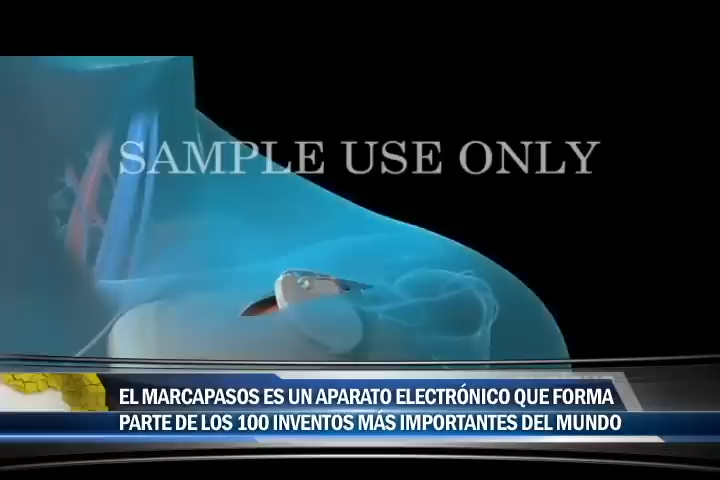 SAMPLE USE ONLY
EL MARCAPASOS ES UN APARATO ELECTRÓNICO QUE FORMA
PARTE DE LOS 100 INVENTOS MÁS IMPORTANTES DEL MUNDO